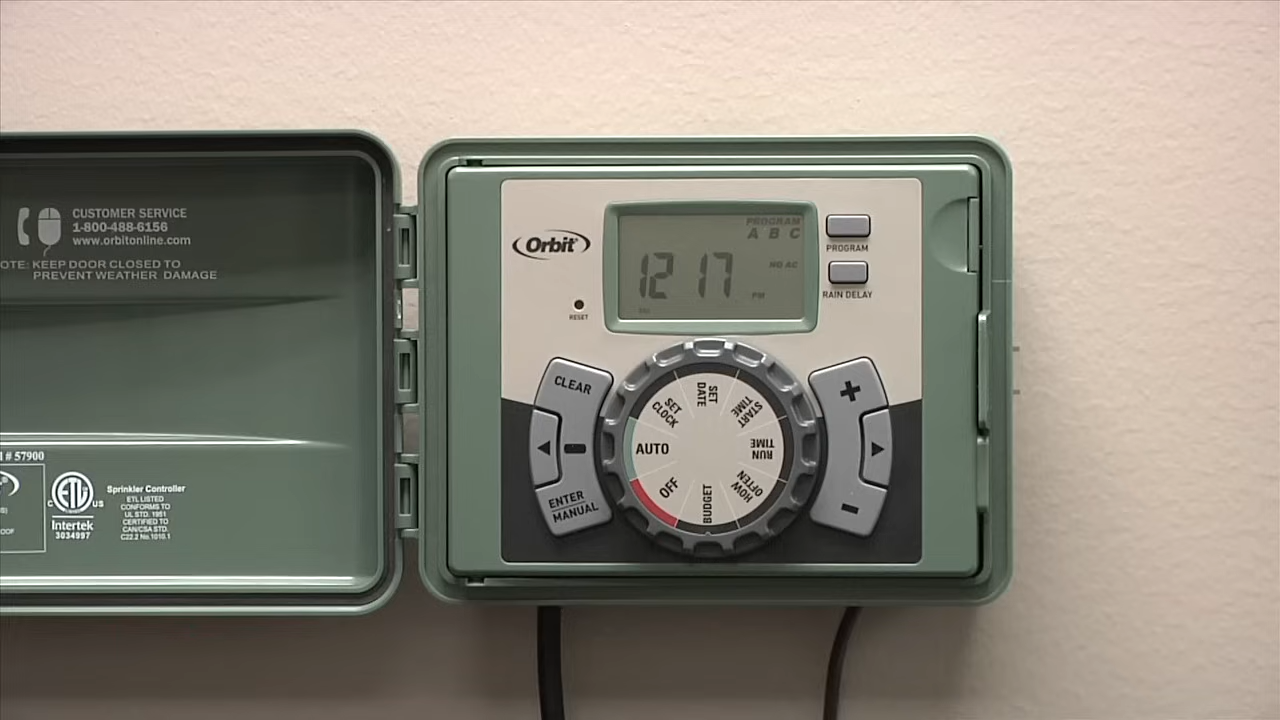 CUSTOMER SERVICE
1-800-488-6156
www.orbitonline.com
OTE: KEEP DOOR CLOSED TO
PREVENT WEATHER DAMAGE
# 57900
ETL
C US
LISTED
Intertek
3034997
Sprinkler Controller
ETL LISTED
CONFORMS TO
UL STD. 1951
CERTIFIED TO
CAN/CSA STD.
C22.2 No.1010.1
Orbit
RESET
PROGRAM
A B C
12 17
NO AC
PM
PROGRAM
RAIN DELAY
CLEAR
ENTER
MANUAL
SET
DATE
START
TIME
RUN
TIME
HOW
OFTEN
BUDGET
OFF
AUTO
SET
CLOCK
+
-